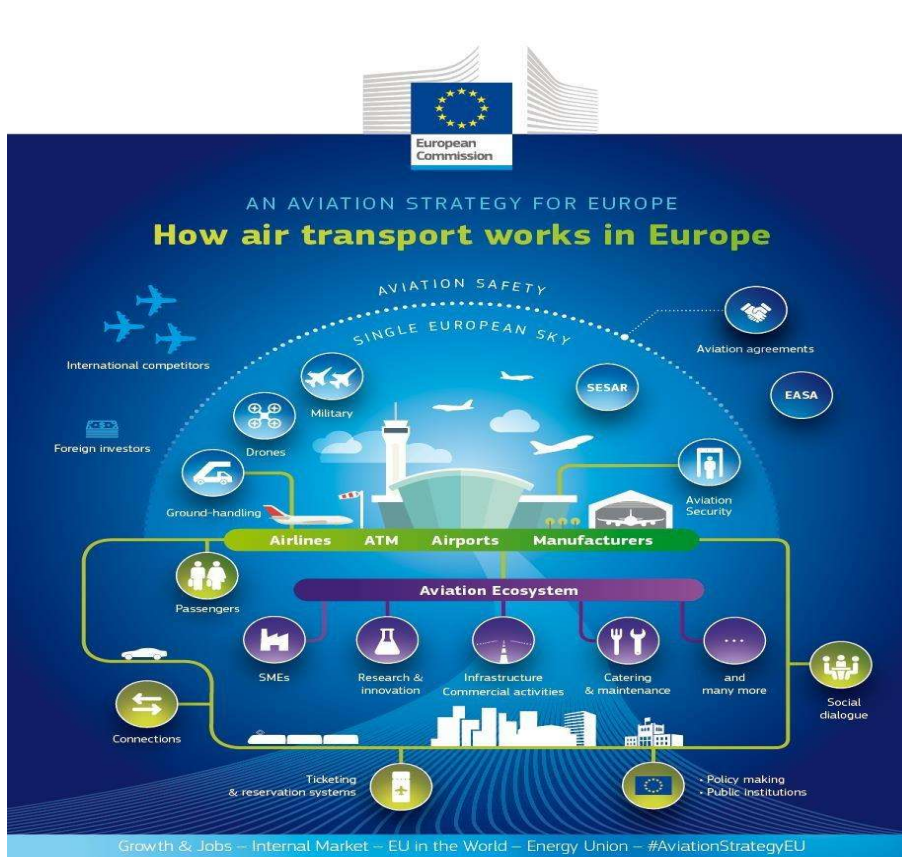 European
Commission
AN AVIATION STRATEGY FOR EUROPE
How air transport works in Europe
AVIATION SAFETY
SINGLE EUROPEAN SKY
International competitors
Aviation agreements
SESAR
EASA
Military
Drones
Foreign investors
Ground-handling
Aviation
Security
Airlines ATM Airports Manufacturers
Aviation Ecosystem
Passengers
SMEs
Research &
innovation
Infrastructure
Commercial activities
Catering
& maintenance
...
and
many more
Social
dialogue
Connections
Ticketing
& reservation systems
• Policy making
• Public institutions
Growth & Jobs – Internal Market – EU in the World – Energy Union – #AviationStrategyEU